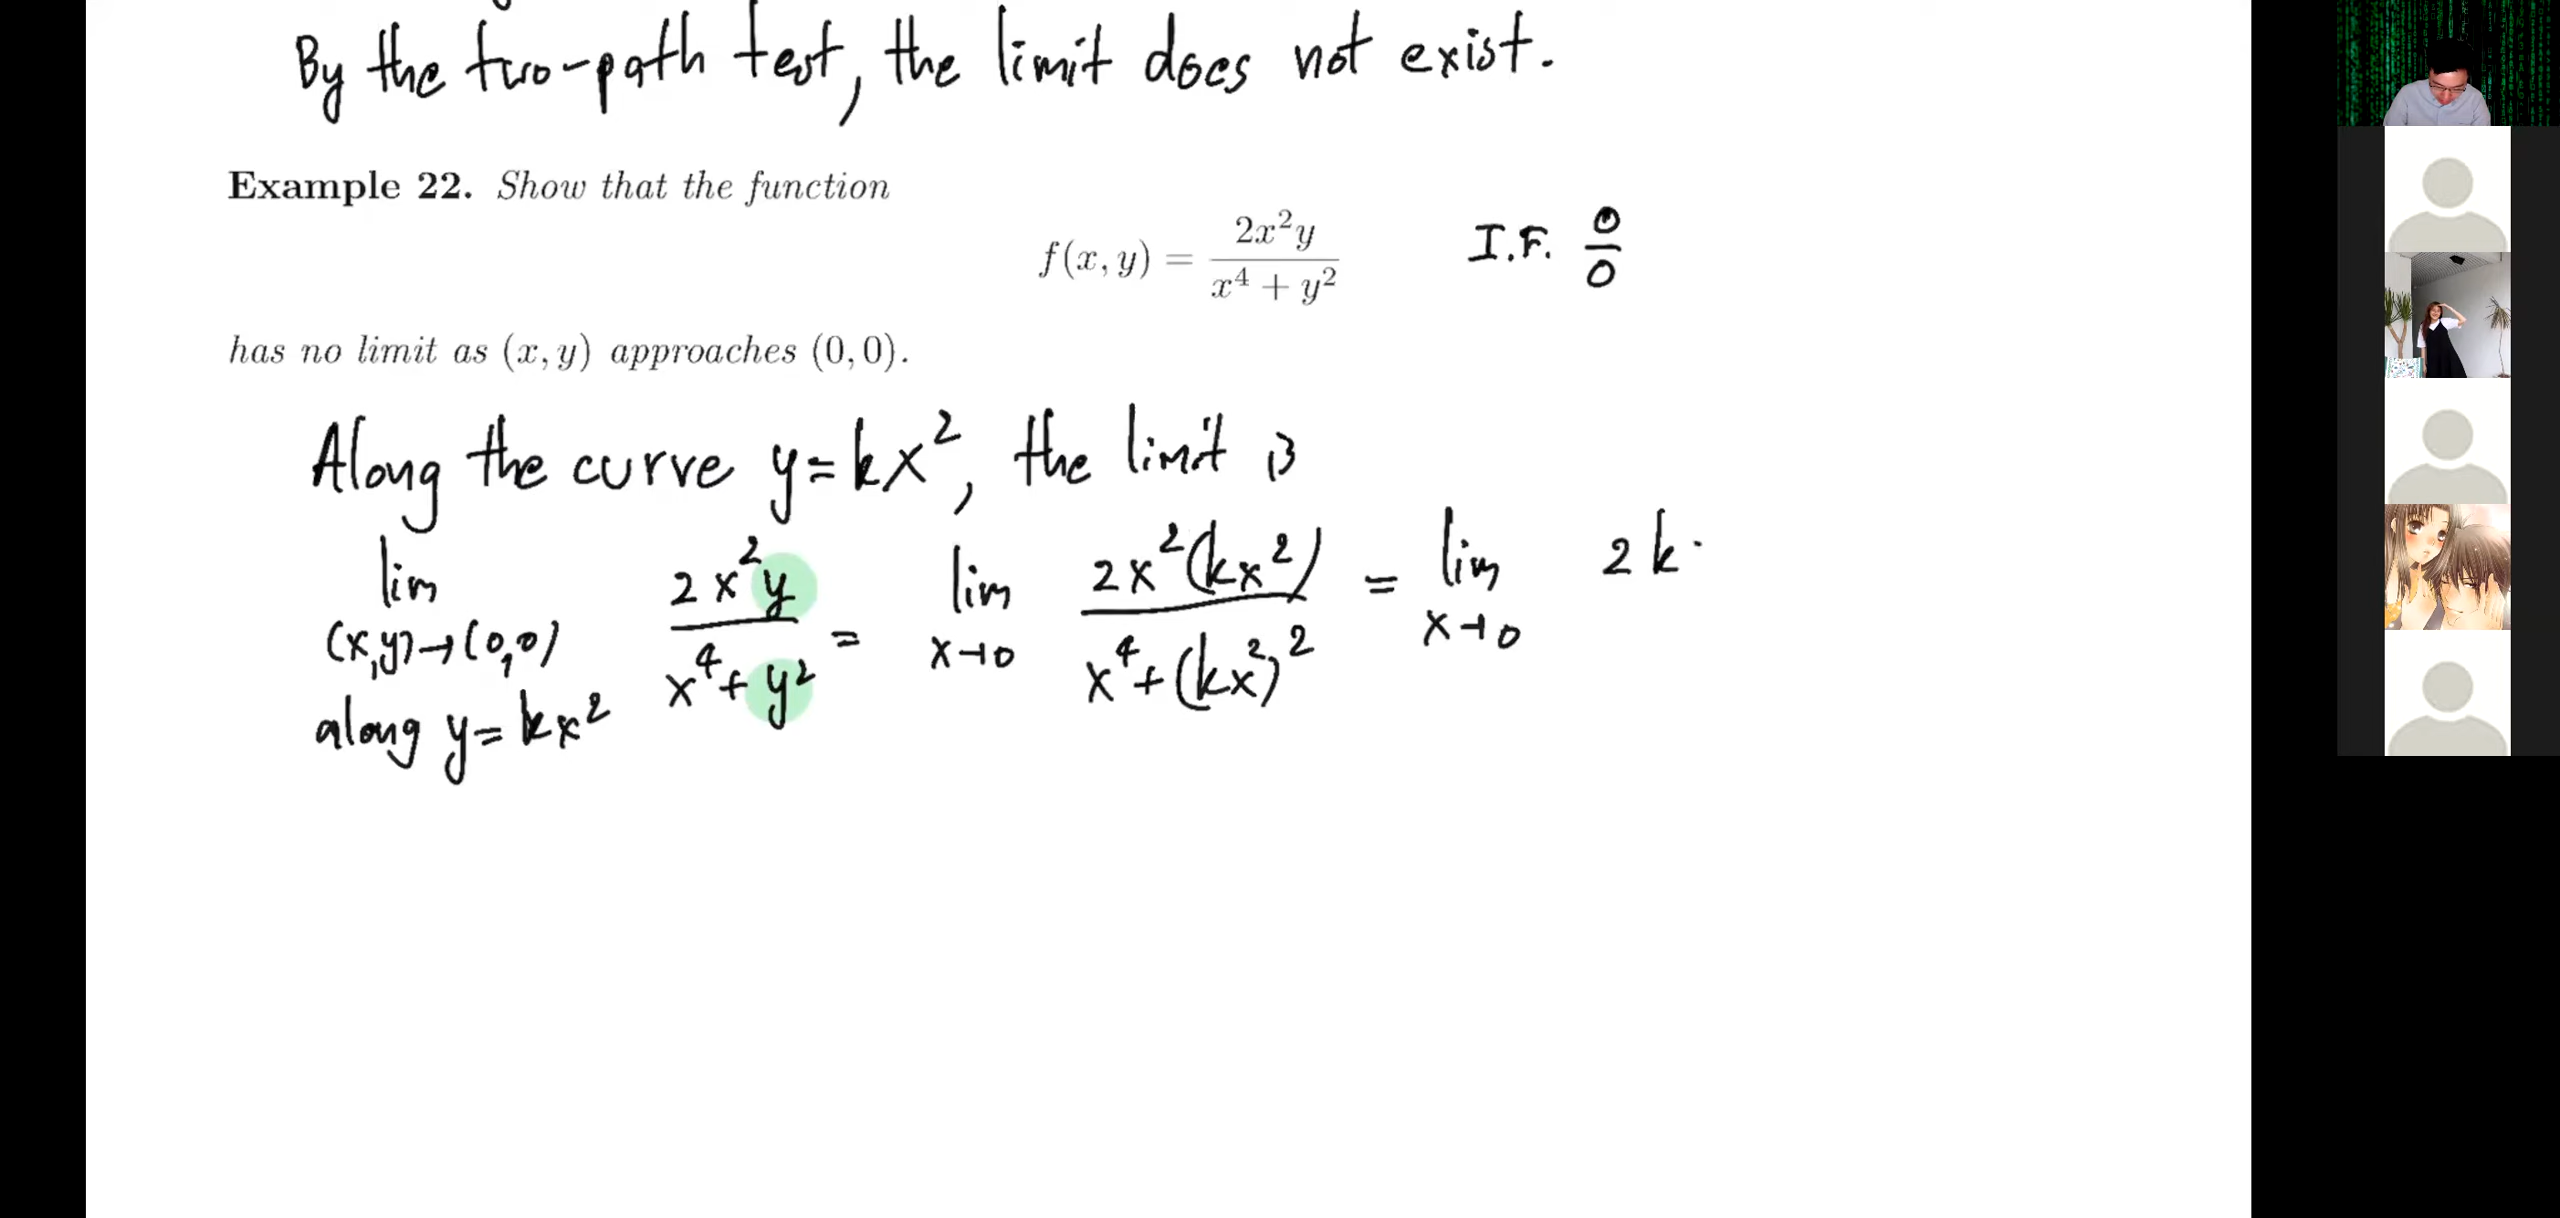 By the two-path test, the limit does not exist.
Example 22. Show that the function
f(x, y) = 2x²y / x⁴ + y²
I.F. 0/0
has no limit as (x, y) approaches (0, 0).
Along the curve y=kx², the limit is
lim (x,y)→(0,0) along y=kx² 2x²y / x⁴+y² = lim x→0 2x²(kx²) / x⁴+(kx²)² = lim x→0 2k·